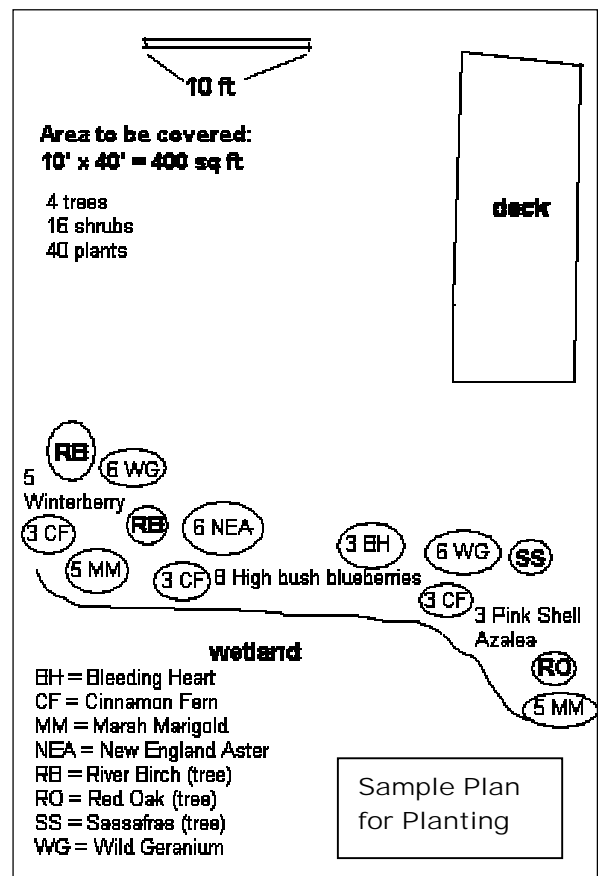 10 ft
Area to be covered:
10' x 40' = 400 sq ft
4 trees
16 shrubs
40 plants
deck
RB
6 WG
5
Winterberry
3 CF
RB
6 NEA
3 BH
6 WG
SS
5 MM
3 CF
8 High bush blueberries
3 CF
3 Pink Shell
Azalea
RO
5 MM
wetland
BH = Bleeding Heart
CF = Cinnamon Fern
MM = Marsh Marigold
NEA = New England Aster
RB = River Birch (tree)
RO = Red Oak (tree)
SS = Sassafras (tree)
WG = Wild Geranium
Sample Plan
for Planting